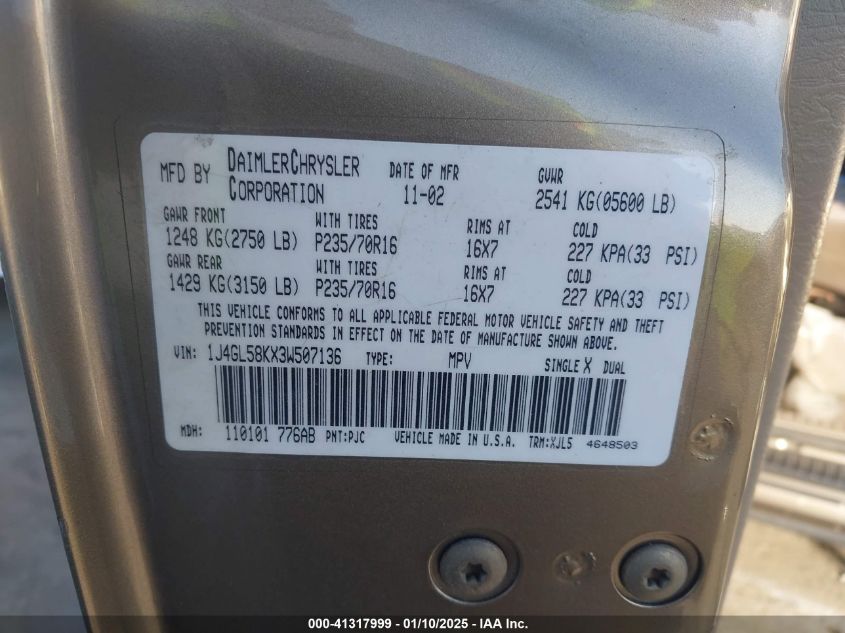 MFD BY DAIMLERCHRYSLER CORPORATION DATE OF MFR 11-02 GVWR 2541 KG(05600 LB)
GAWR FRONT WITH TIRES RIMS AT COLD
1248 KG(2750 LB) P235/70R16 16X7 227 KPA(33 PSI)
GAWR REAR WITH TIRES RIMS AT COLD
1429 KG(3150 LB) P235/70R16 16X7 227 KPA(33 PSI)
THIS VEHICLE CONFORMS TO ALL APPLICABLE FEDERAL MOTOR VEHICLE SAFETY AND THEFT
PREVENTION STANDARDS IN EFFECT ON THE DATE OF MANUFACTURE SHOWN ABOVE.
VIN: 1J4GL58KX3W507136 TYPE: MPV SINGLE X DUAL
MDH: 110101 776AB PNT:PJC VEHICLE MADE IN U.S.A. TRM:XJL5 4648503
000-41317999 — 01/10/2025 - IAAI.com